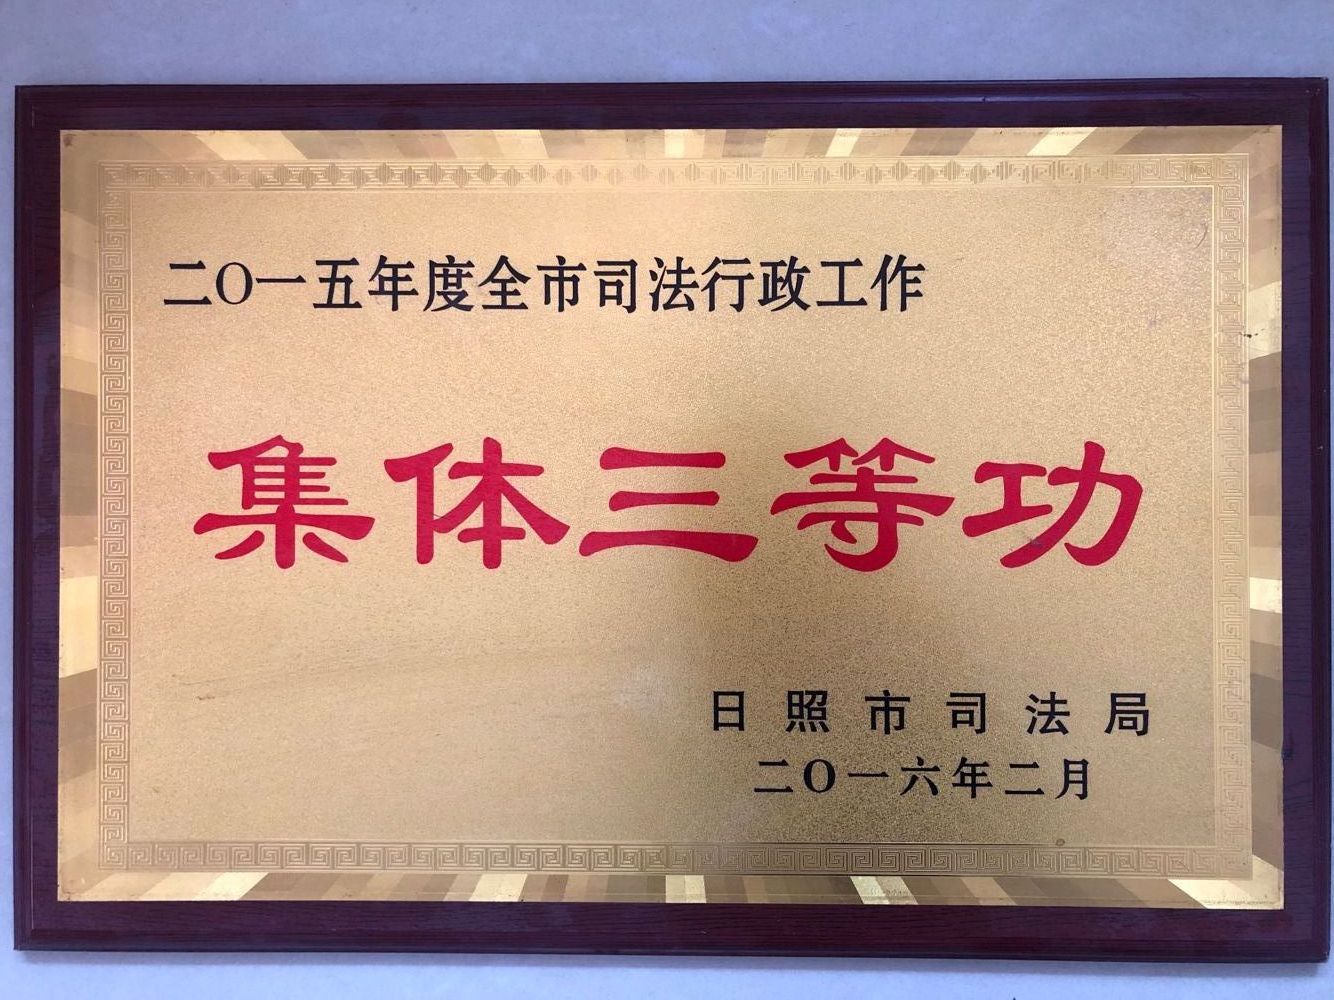 二〇一五年度全市司法行政工作
集体三等功
日照市司法局
二〇一六年二月